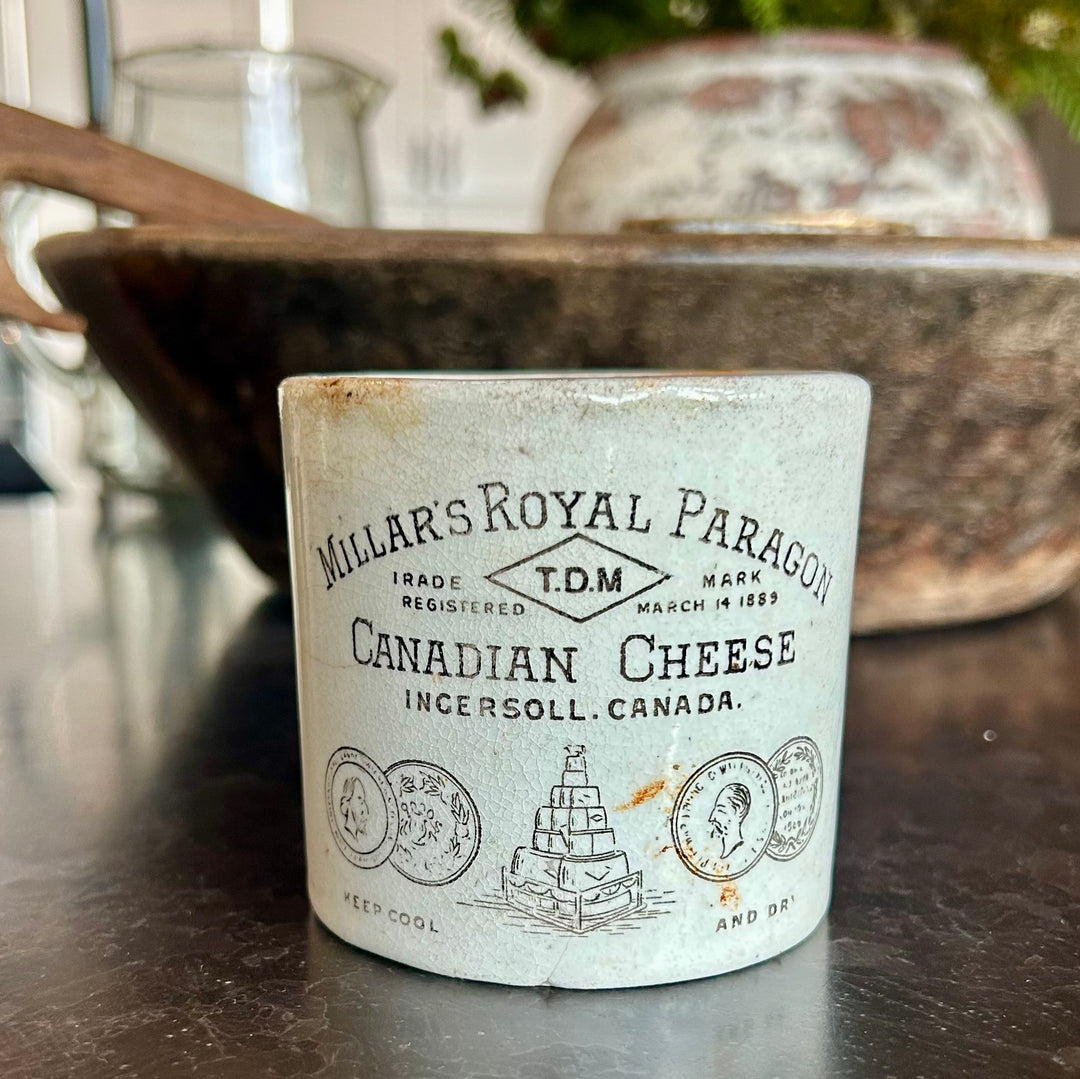 MILLAR'S ROYAL PARAGON
TRADE T.D.M MARK
REGISTERED MARCH 14 1889
CANADIAN CHEESE
INGERSOLL. CANADA.
KEEP COOL AND DRY